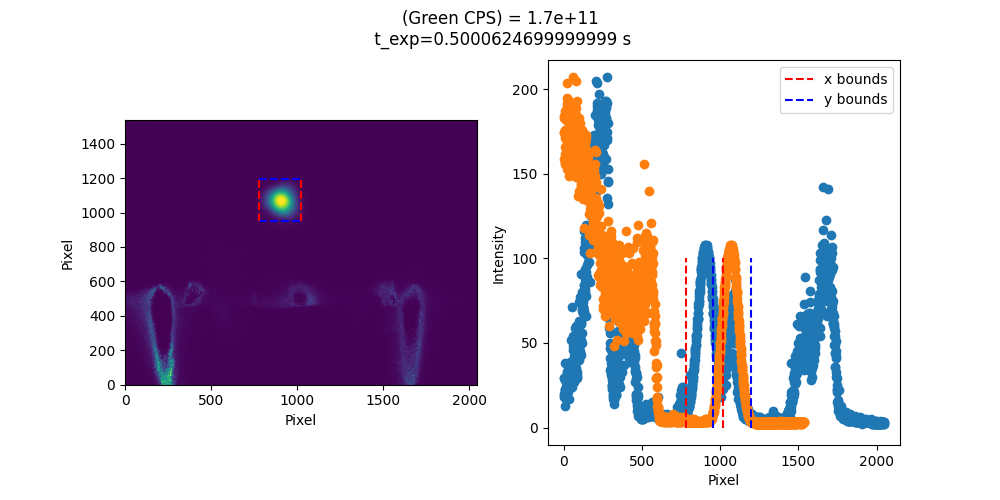 (Green CPS) = 1.7e+11
t_exp=0.5000624699999999 s
1400
1200
1000
800
600
400
200
0
Pixel
0
500
1000
1500
2000
Pixel
200
150
100
50
0
Intensity
x bounds
y bounds
0
500
1000
1500
2000
Pixel